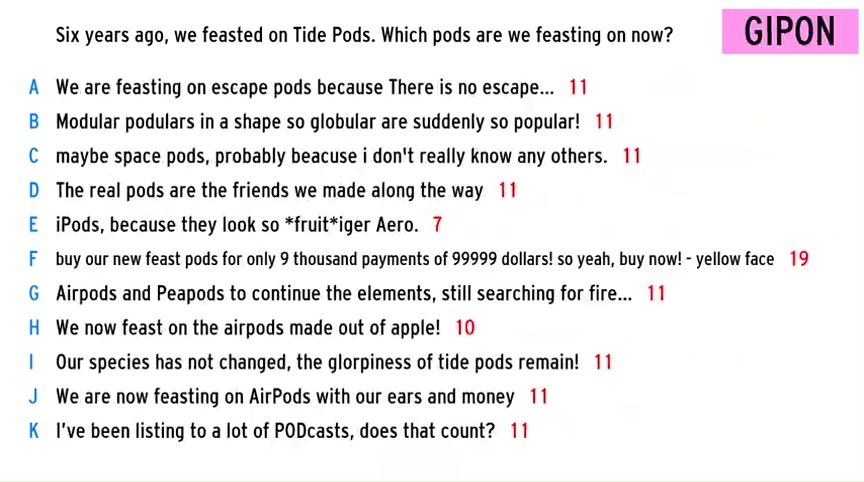 Six years ago, we feasted on Tide Pods. Which pods are we feasting on now?
GIPON
A We are feasting on escape pods because There is no escape... 11
B Modular podulars in a shape so globular are suddenly so popular! 11
C maybe space pods, probably beacuse i don't really know any others. 11
D The real pods are the friends we made along the way 11
E iPods, because they look so *fruit*iger Aero. 7
F buy our new feast pods for only 9 thousand payments of 99999 dollars! so yeah, buy now! - yellow face 19
G Airpods and Peapods to continue the elements, still searching for fire... 11
H We now feast on the airpods made out of apple! 10
I Our species has not changed, the glorpiness of tide pods remain! 11
J We are now feasting on AirPods with our ears and money 11
K I've been listing to a lot of PODcasts, does that count? 11